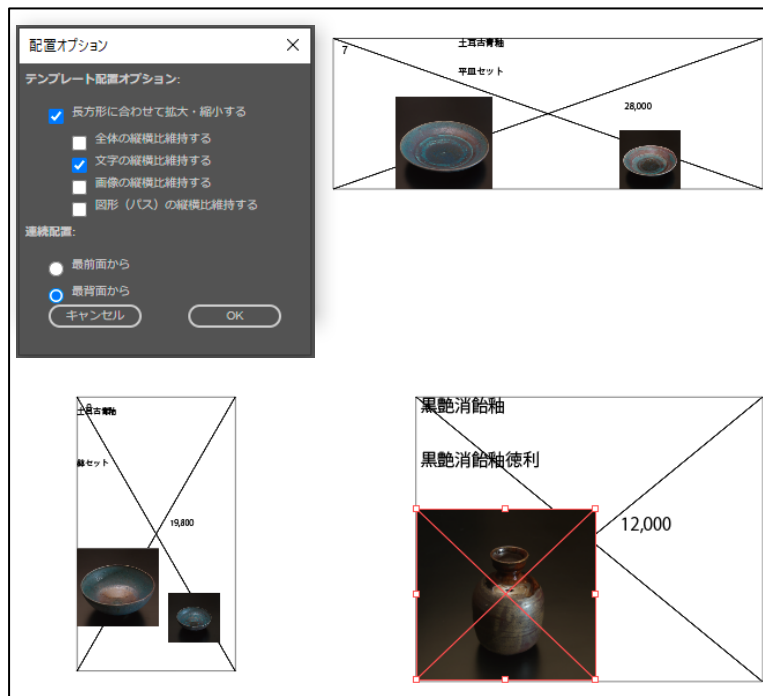 配置オプション
テンプレート配置オプション:
長方形に合わせて拡大・縮小する
全体の縦横比維持する
文字の縦横比維持する
画像の縦横比維持する
図形（パス）の縦横比維持する
連続配置:
最前面から
最背面から
キャンセル
OK
7
土耳古青釉
平皿セット
28,000
土耳古青釉
鉢セット
19,800
黒艶消飴釉
黒艶消飴釉徳利
12,000